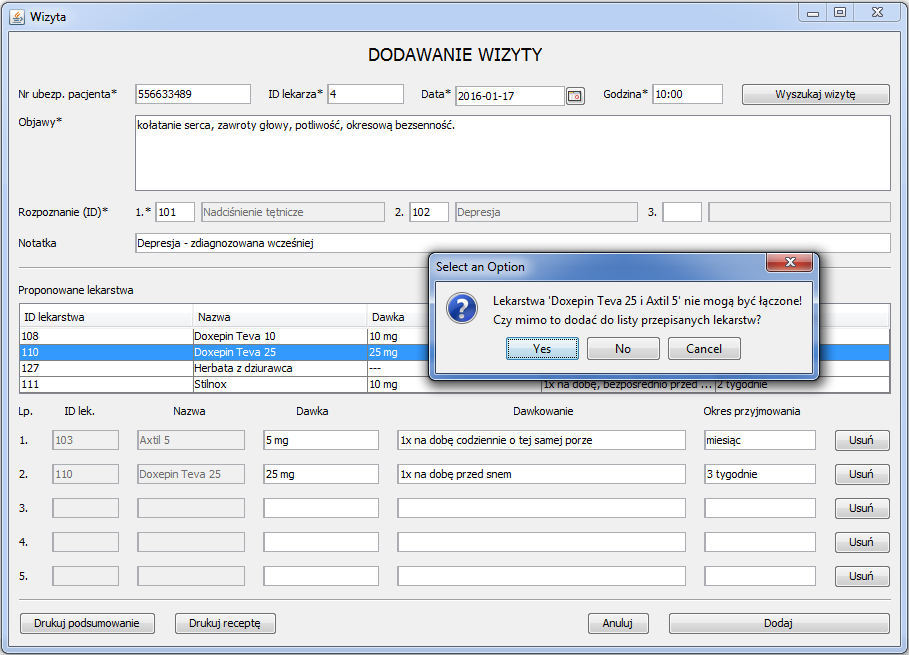 Wizyta
DODAWANIE WIZYTY
Nr ubezp. pacjenta* 556633489 ID lekarza* 4 Data* 2016-01-17 Godzina* 10:00 Wyszukaj wizytę
Objawy* kołatanie serca, zawroty głowy, potliwość, okresową bezsenność.
Rozpoznanie (ID)* 1.* 101 Nadciśnienie tętnicze 2. 102 Depresja 3.
Notatka Depresja - zdiagnozowana wcześniej
Select an Option
Lekarstwa 'Doxepin Teva 25 i Axtil 5' nie mogą być łączone!
Czy mimo to dodać do listy przepisanych lekarstw?
Yes No Cancel
Proponowane lekarstwa
ID lekarstwa Nazwa Dawka
108 Doxepin Teva 10 10 mg
110 Doxepin Teva 25 25 mg
127 Herbata z dziurawca ---
111 Stilnox 10 mg 1x na dobę, bezpośrednio przed ... 2 tygodnie
Lp. ID lek. Nazwa Dawka Dawkowanie Okres przyjmowania
1. 103 Axtil 5 5 mg 1x na dobę codziennie o tej samej porze miesiąc Usuń
2. 110 Doxepin Teva 25 25 mg 1x na dobę przed snem 3 tygodnie Usuń
3. Usuń
4. Usuń
5. Usuń
Drukuj podsumowanie Drukuj receptę Anuluj Dodaj